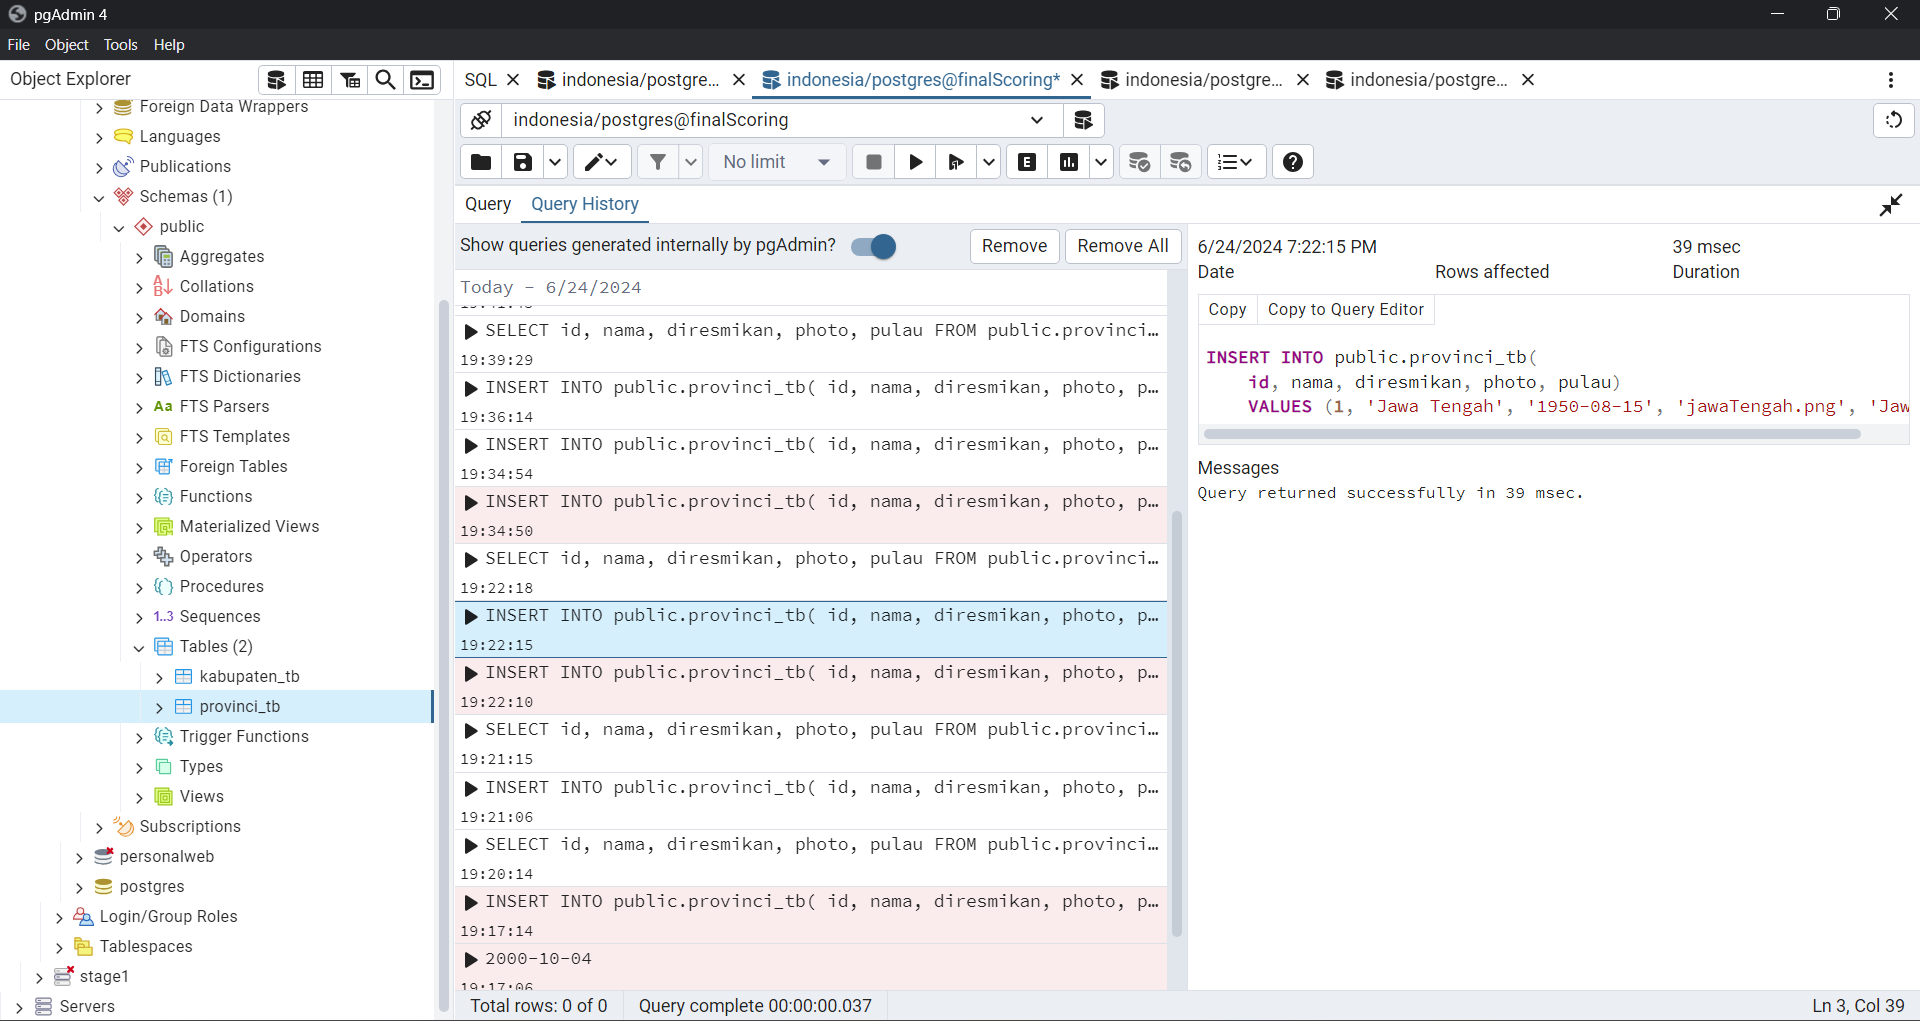 pgAdmin 4
File Object Tools Help
Object Explorer
Foreign Data Wrappers
Languages
Publications
Schemas (1)
public
Aggregates
Collations
Domains
FTS Configurations
FTS Dictionaries
Aa FTS Parsers
FTS Templates
Foreign Tables
Functions
Materialized Views
Operators
Procedures
1..3 Sequences
Tables (2)
kabupaten_tb
provinci_tb
Trigger Functions
Types
Views
Subscriptions
personalweb
postgres
Login/Group Roles
Tablespaces
stage1
Servers
SQL indonesia/postgre... indonesia/postgres@finalScoring* indonesia/postgre... indonesia/postgre...
indonesia/postgres@finalScoring
No limit E
Query Query History
Show queries generated internally by pgAdmin? Remove Remove All
Today - 6/24/2024
SELECT id, nama, diresmikan, photo, pulau FROM public.provinci…
19:39:29
INSERT INTO public.provinci_tb( id, nama, diresmikan, photo, p…
19:36:14
INSERT INTO public.provinci_tb( id, nama, diresmikan, photo, p…
19:34:54
INSERT INTO public.provinci_tb( id, nama, diresmikan, photo, p…
19:34:50
SELECT id, nama, diresmikan, photo, pulau FROM public.provinci…
19:22:18
INSERT INTO public.provinci_tb( id, nama, diresmikan, photo, p…
19:22:15
INSERT INTO public.provinci_tb( id, nama, diresmikan, photo, p…
19:22:10
SELECT id, nama, diresmikan, photo, pulau FROM public.provinci…
19:21:15
INSERT INTO public.provinci_tb( id, nama, diresmikan, photo, p…
19:21:06
SELECT id, nama, diresmikan, photo, pulau FROM public.provinci…
19:20:14
INSERT INTO public.provinci_tb( id, nama, diresmikan, photo, p…
19:17:14
2000-10-04
19:17:06
6/24/2024 7:22:15 PM 39 msec
Date Rows affected Duration
Copy Copy to Query Editor
INSERT INTO public.provinci_tb(
id, nama, diresmikan, photo, pulau)
VALUES (1, 'Jawa Tengah', '1950-08-15', 'jawaTengah.png', 'Jaw
Messages
Query returned successfully in 39 msec.
Total rows: 0 of 0 Query complete 00:00:00.037 Ln 3, Col 39